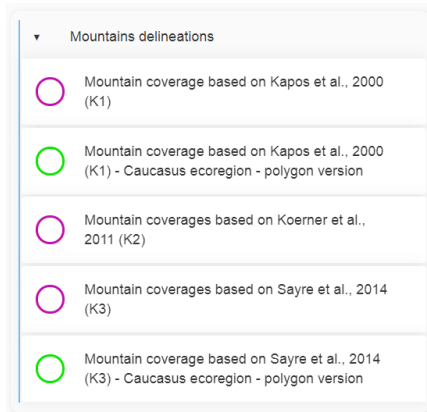 Mountains delineations
Mountain coverage based on Kapos et al., 2000
(K1)
Mountain coverage based on Kapos et al., 2000
(K1) - Caucasus ecoregion - polygon version
Mountain coverages based on Koerner et al.,
2011 (K2)
Mountain coverages based on Sayre et al., 2014
(K3)
Mountain coverage based on Sayre et al., 2014
(K3) - Caucasus ecoregion - polygon version